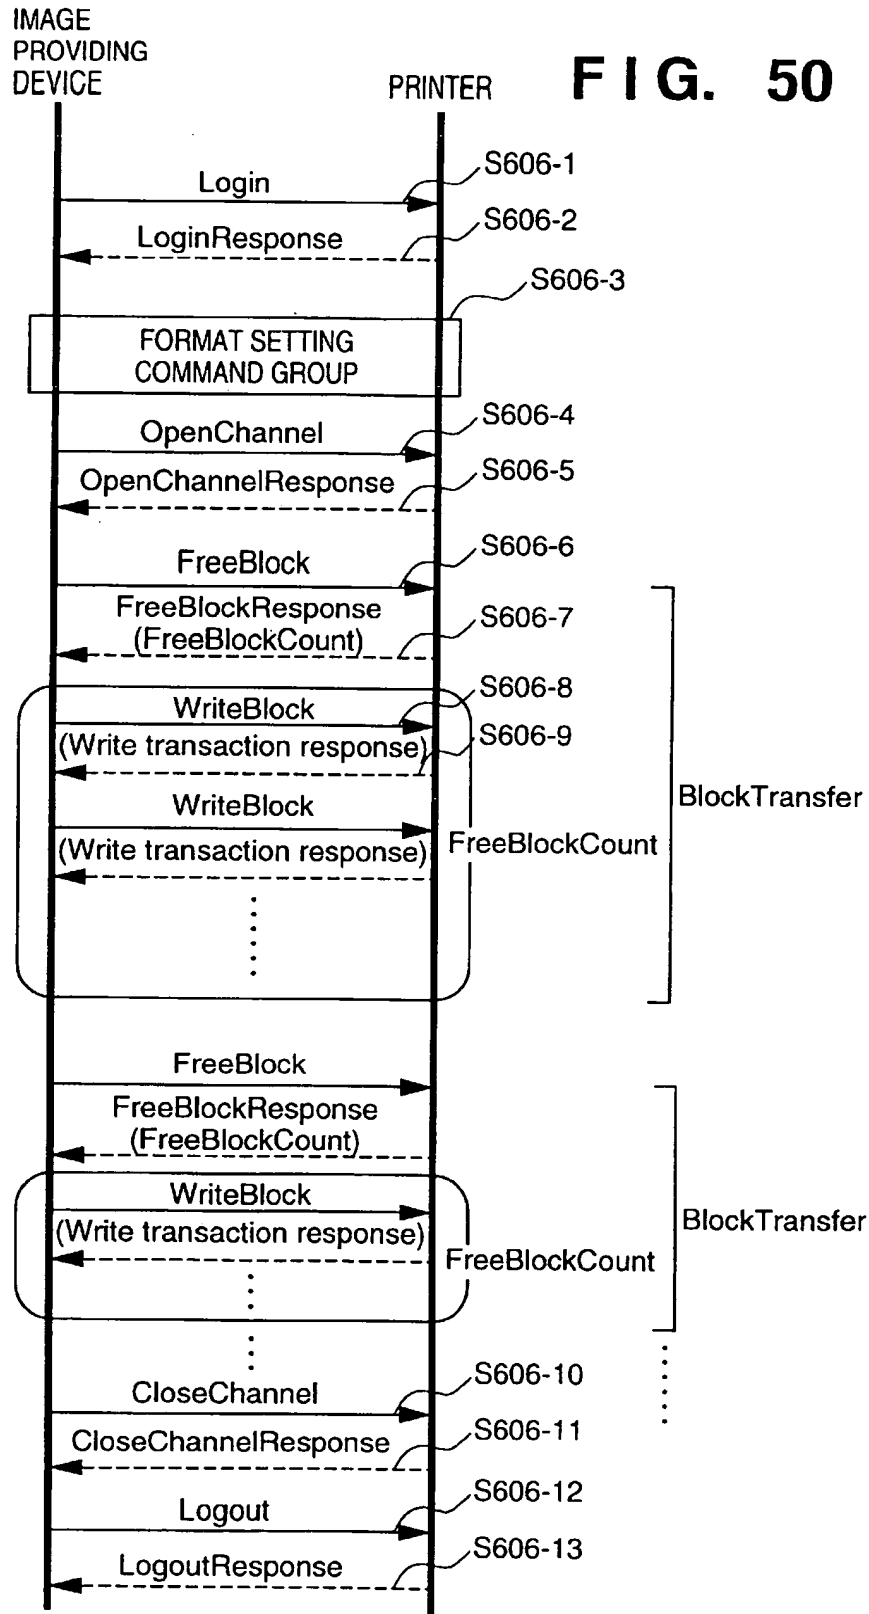 IMAGE
PROVIDING
DEVICE
PRINTER
FIG. 50
Login
S606-1
LoginResponse
S606-2
S606-3
FORMAT SETTING
COMMAND GROUP
OpenChannel
S606-4
OpenChannelResponse
S606-5
FreeBlock
S606-6
FreeBlockResponse
(FreeBlockCount)
S606-7
WriteBlock
S606-8
(Write transaction response)
S606-9
WriteBlock
(Write transaction response)
FreeBlockCount
BlockTransfer
FreeBlock
FreeBlockResponse
(FreeBlockCount)
WriteBlock
(Write transaction response)
FreeBlockCount
BlockTransfer
CloseChannel
S606-10
CloseChannelResponse
S606-11
Logout
S606-12
LogoutResponse
S606-13